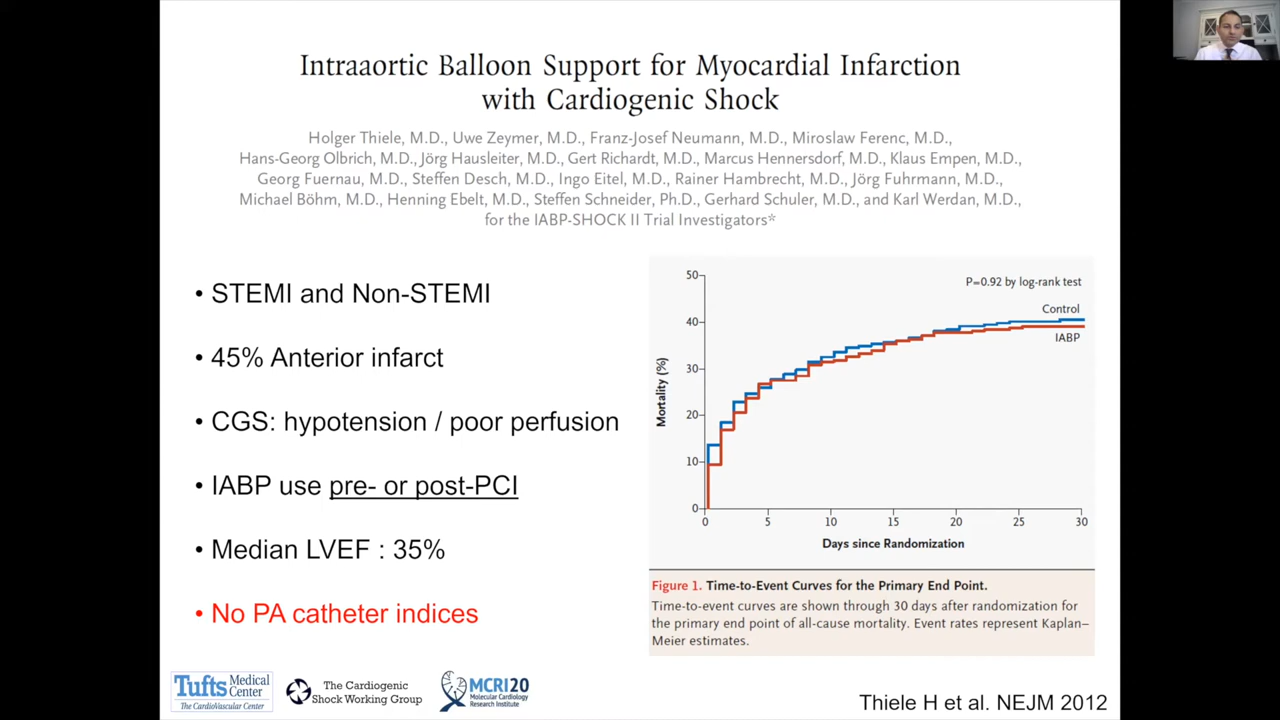 Intraaortic Balloon Support for Myocardial Infarction
with Cardiogenic Shock
Holger Thiele, M.D., Uwe Zeymer, M.D., Franz-Josef Neumann, M.D., Miroslaw Ferenc, M.D.,
Hans-Georg Olbrich, M.D., Jörg Hausleiter, M.D., Gert Richardt, M.D., Marcus Hennersdorf, M.D., Klaus Empen, M.D.,
Georg Fuernau, M.D., Steffen Desch, M.D., Ingo Eitel, M.D., Rainer Hambrecht, M.D., Jörg Fuhrmann, M.D.,
Michael Böhm, M.D., Henning Ebelt, M.D., Steffen Schneider, Ph.D., Gerhard Schuler, M.D., and Karl Werdan, M.D.,
for the IABP-SHOCK II Trial Investigators*
• STEMI and Non-STEMI
• 45% Anterior infarct
• CGS: hypotension / poor perfusion
• IABP use pre- or post-PCI
• Median LVEF : 35%
• No PA catheter indices
P=0.92 by log-rank test
Control
IABP
Mortality (%)
50
40
30
20
10
0
0 5 10 15 20 25 30
Days since Randomization
Figure 1. Time-to-Event Curves for the Primary End Point.
Time-to-event curves are shown through 30 days after randomization for
the primary end point of all-cause mortality. Event rates represent Kaplan–
Meier estimates.
Tufts Medical
Center
The CardioVascular Center
The Cardiogenic
Shock Working Group
MCRI20
Molecular Cardiology
Research Institute
Thiele H et al. NEJM 2012